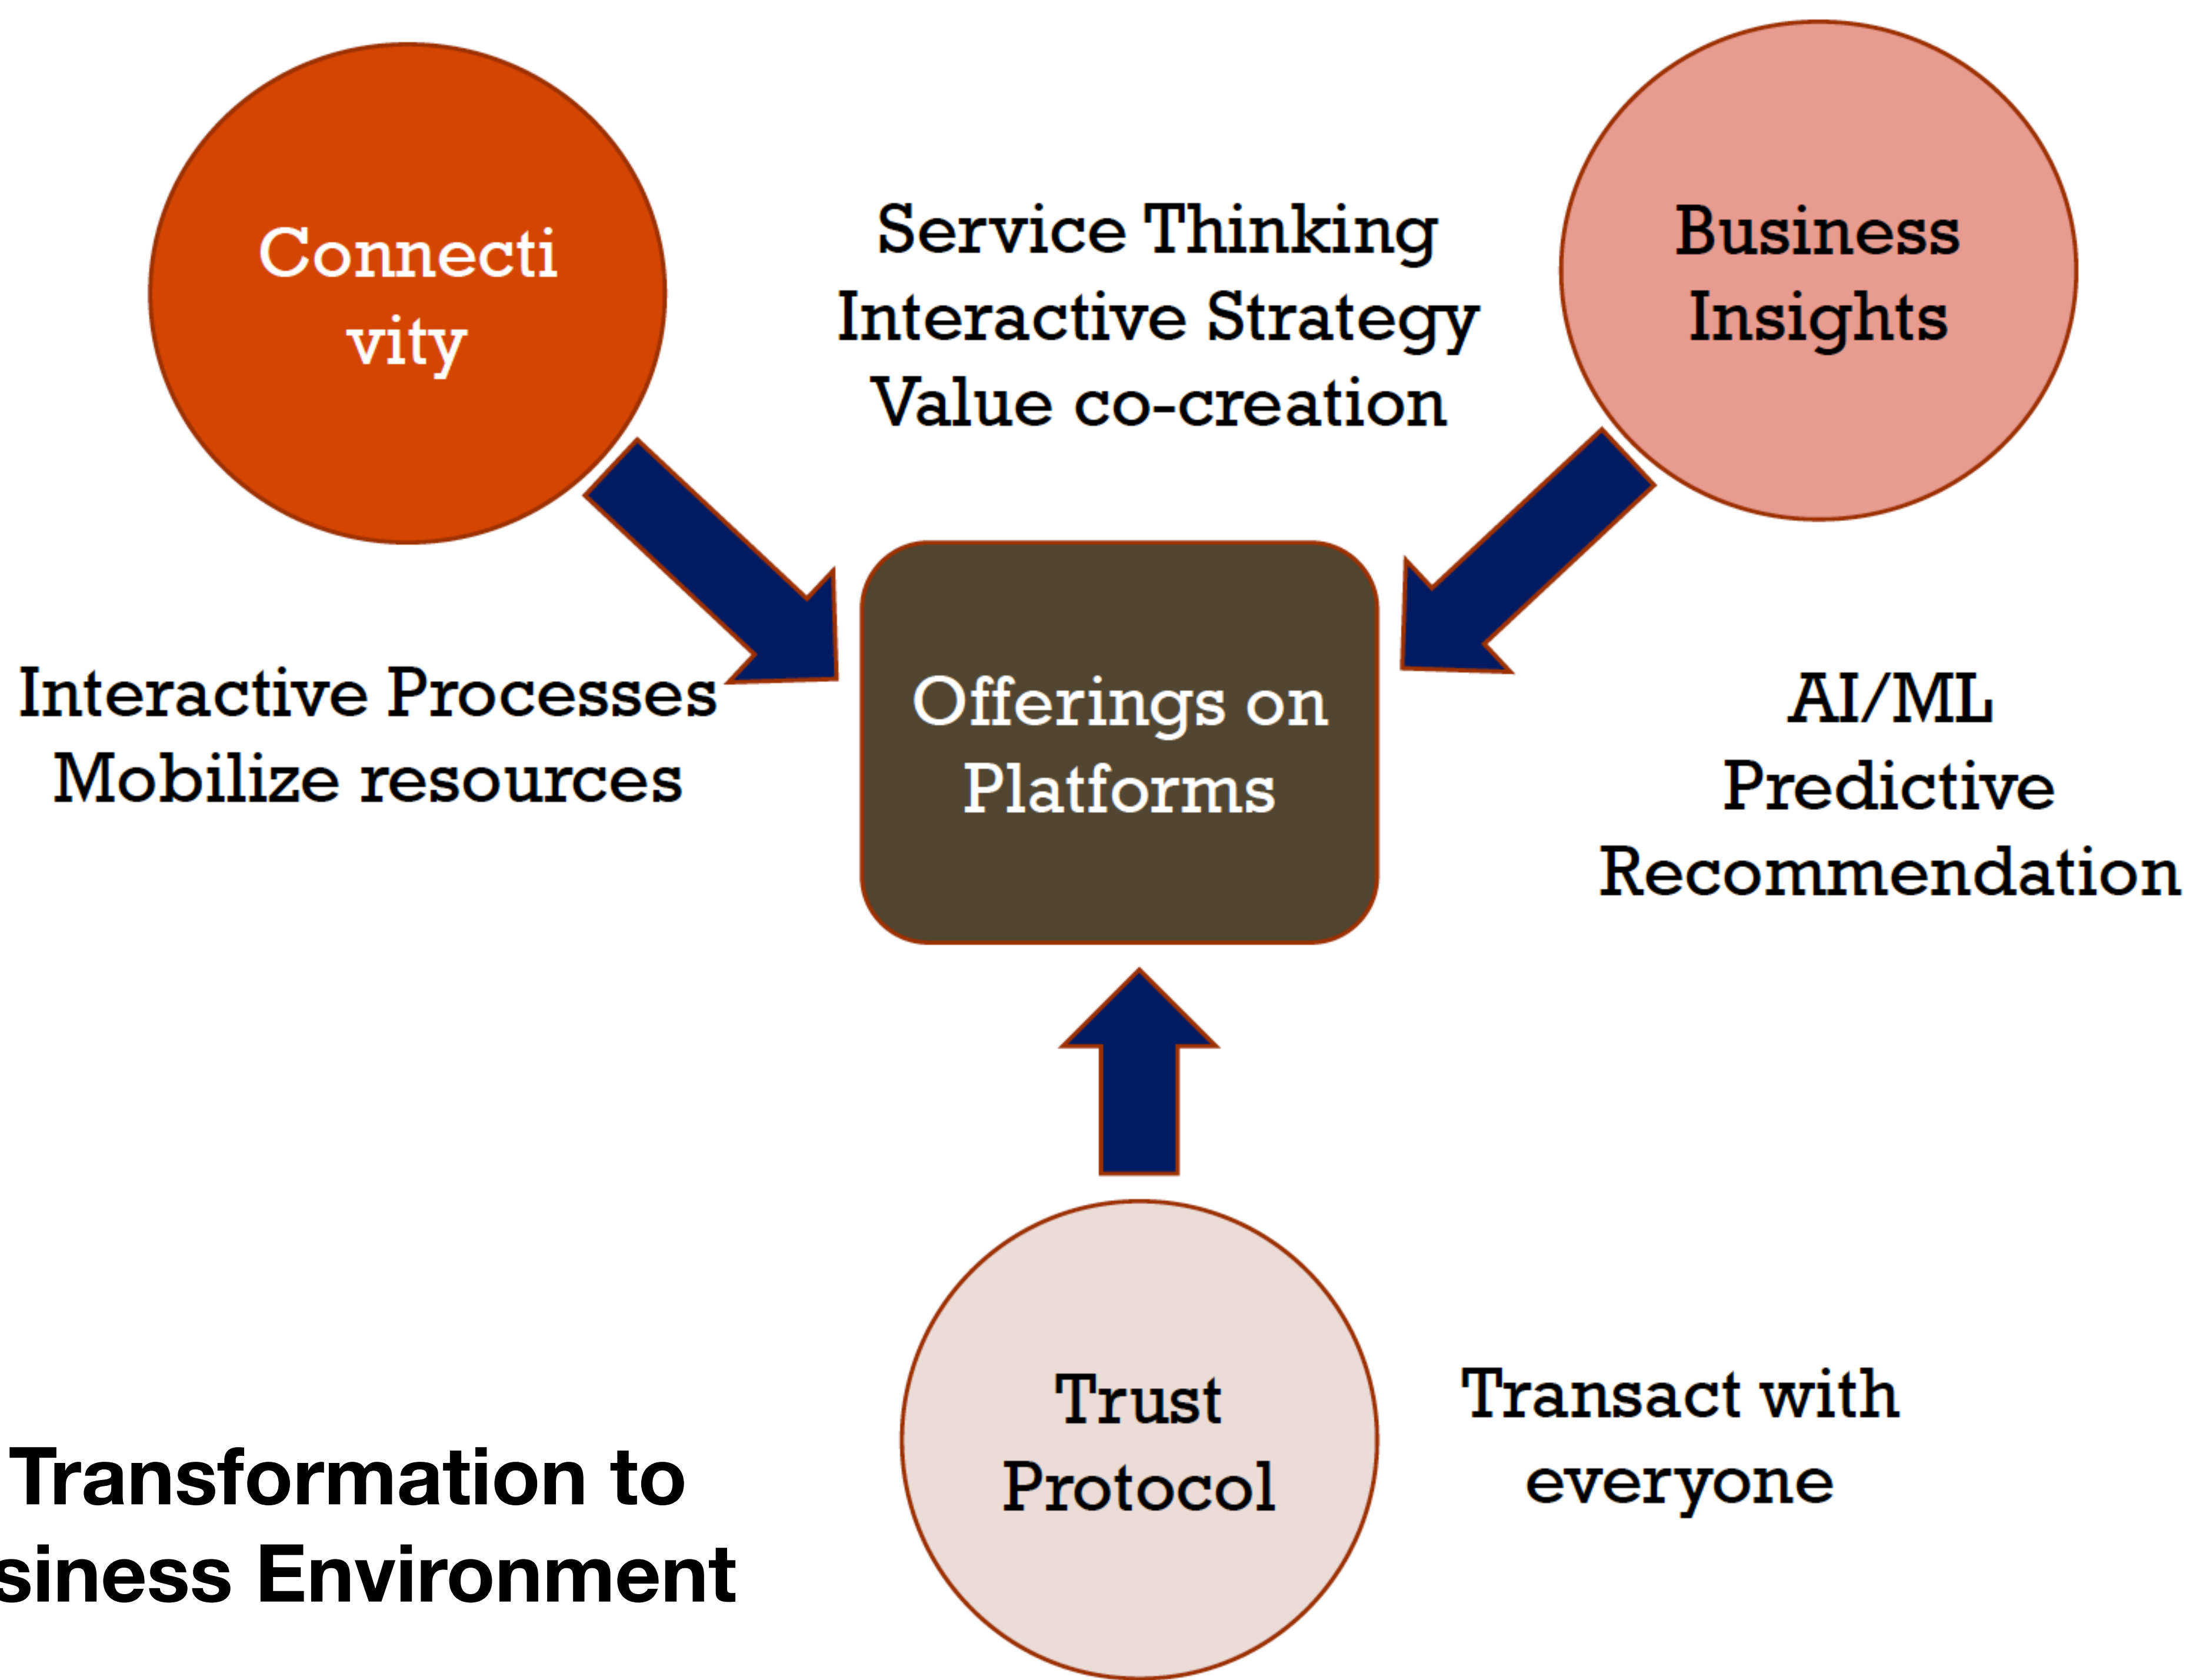 Connecti
vity
Service Thinking
Interactive Strategy
Value co-creation
Business
Insights
Interactive Processes
Mobilize resources
Offerings on
Platforms
AI/ML
Predictive
Recommendation
Trust
Protocol
Transact with
everyone
Transformation to
siness Environment